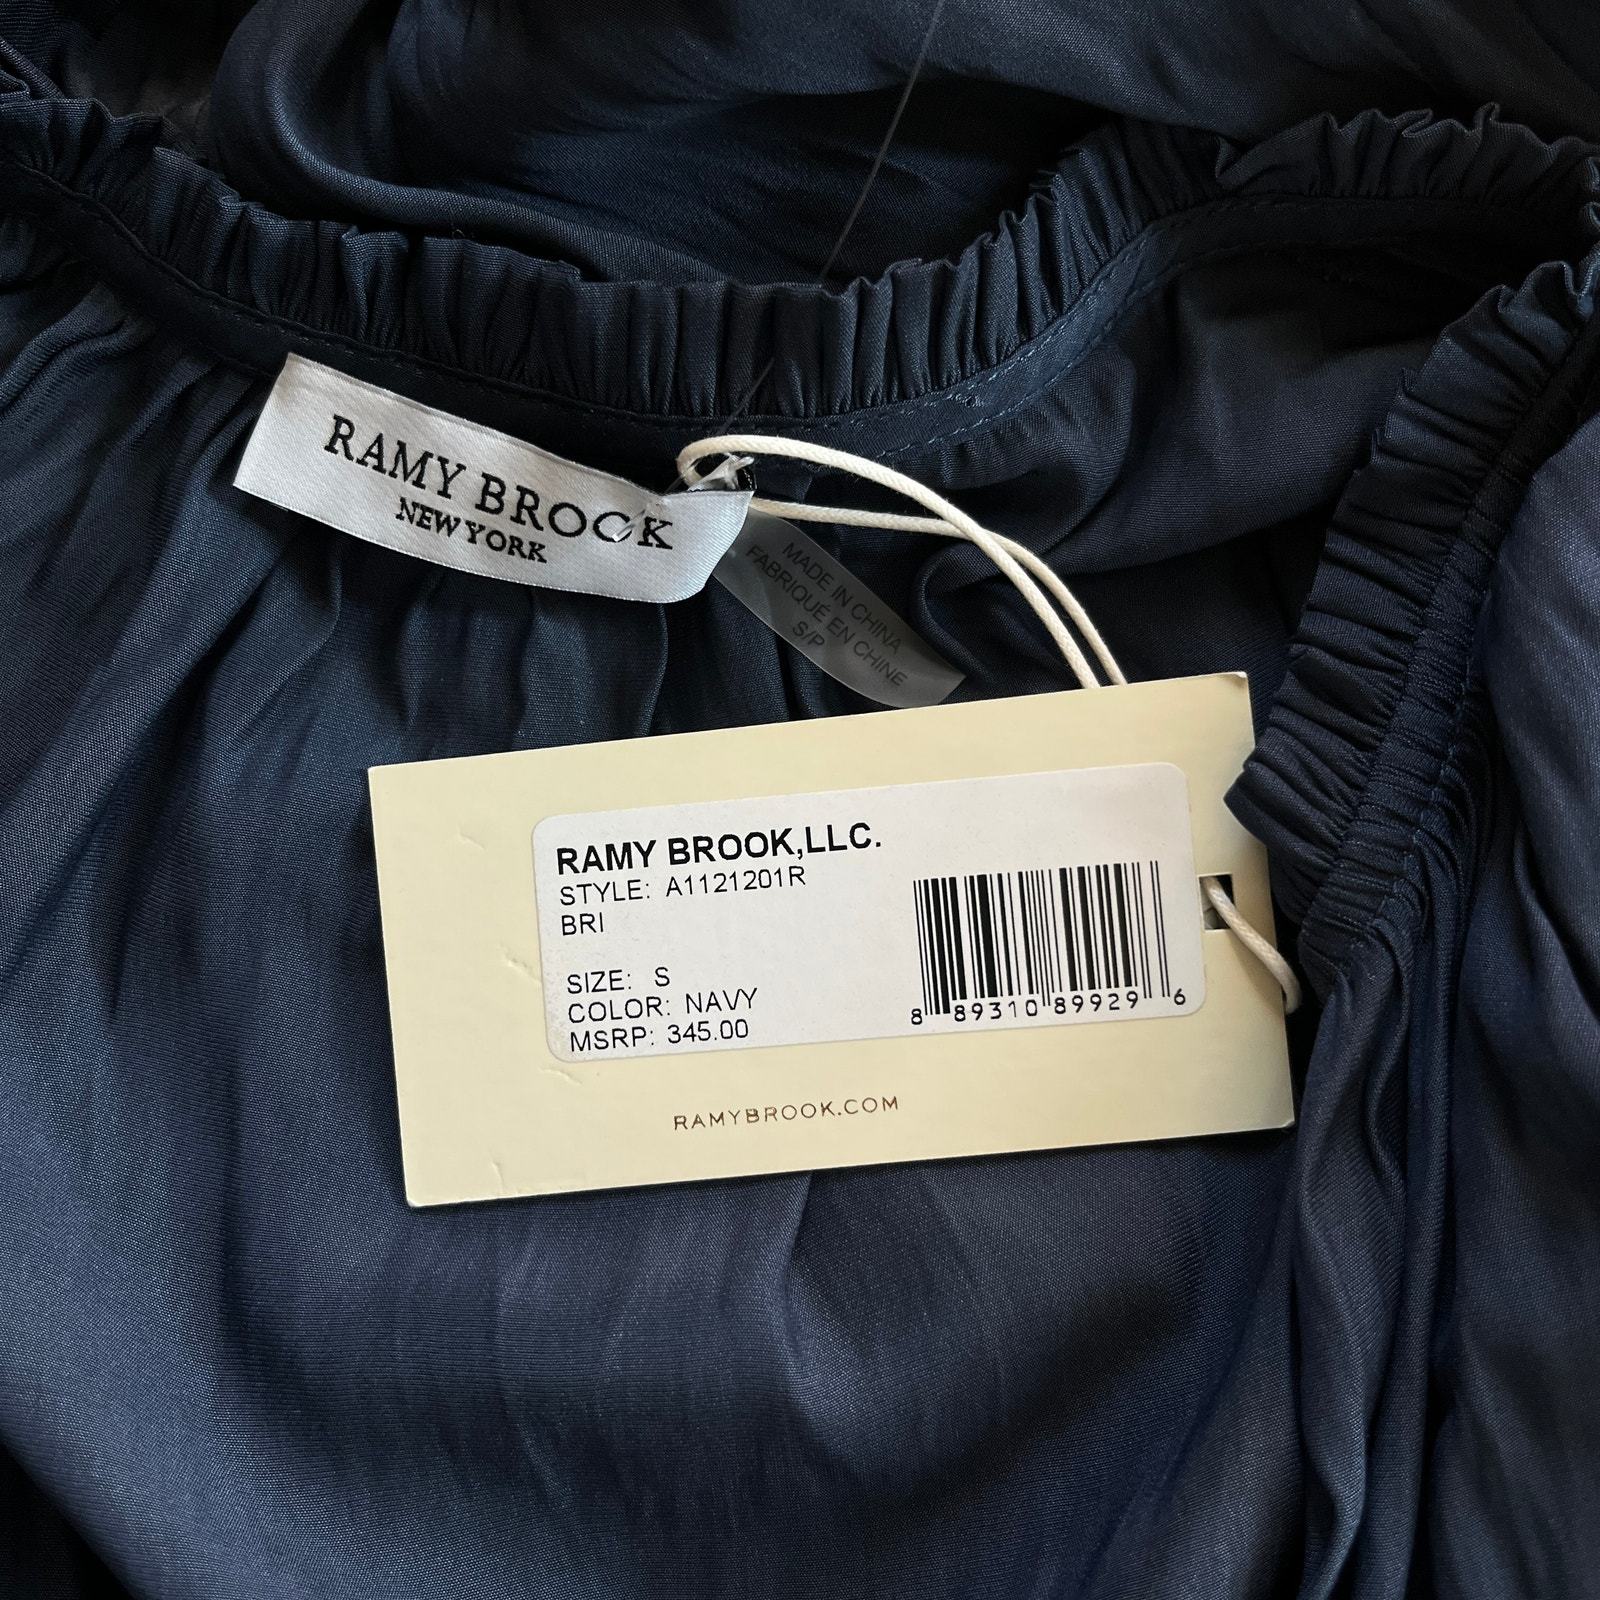 RAMY BROOK
NEW YORK
MADE IN CHINA
FABRIQUÉ EN CHINE
S/P
RAMY BROOK,LLC.
STYLE: A1121201R
BRI
SIZE: S
COLOR: NAVY
MSRP: 345.00
8 89310 89929 6
RAMYBROOK.COM